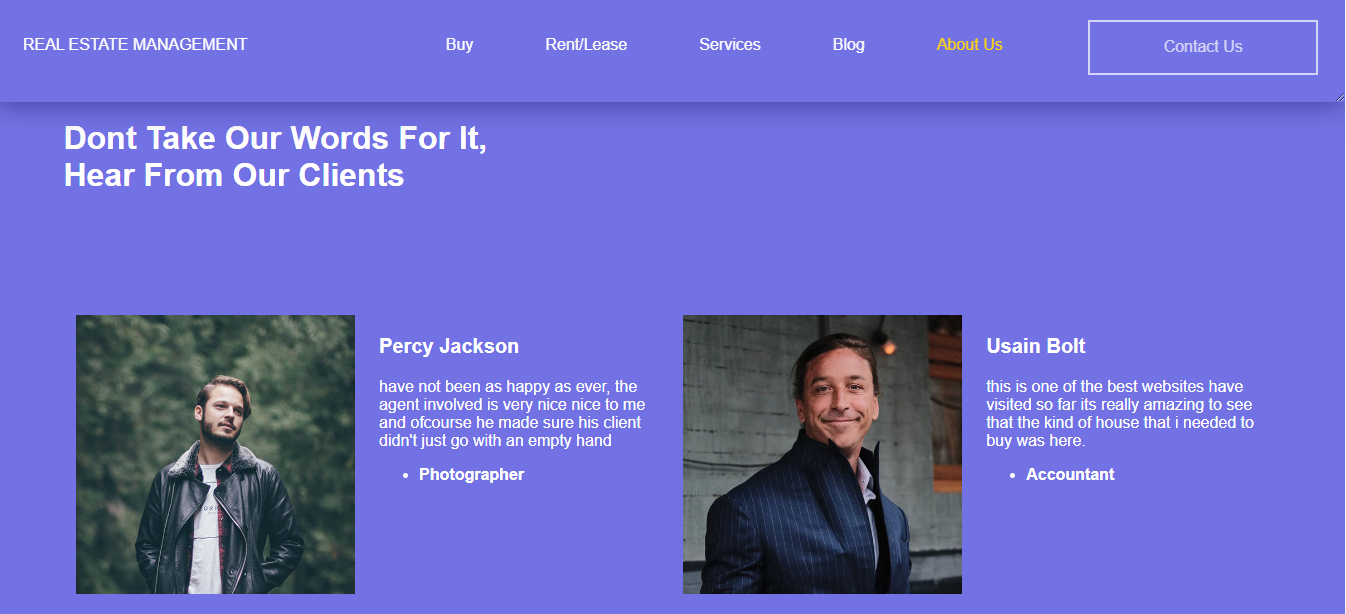 REAL ESTATE MANAGEMENT
Buy
Rent/Lease
Services
Blog
About Us
Contact Us
Dont Take Our Words For It,
Hear From Our Clients
Percy Jackson
have not been as happy as ever, the
agent involved is very nice nice to me
and ofcourse he made sure his client
didn't just go with an empty hand
• Photographer
Usain Bolt
this is one of the best websites have
visited so far its really amazing to see
that the kind of house that i needed to
buy was here.
• Accountant